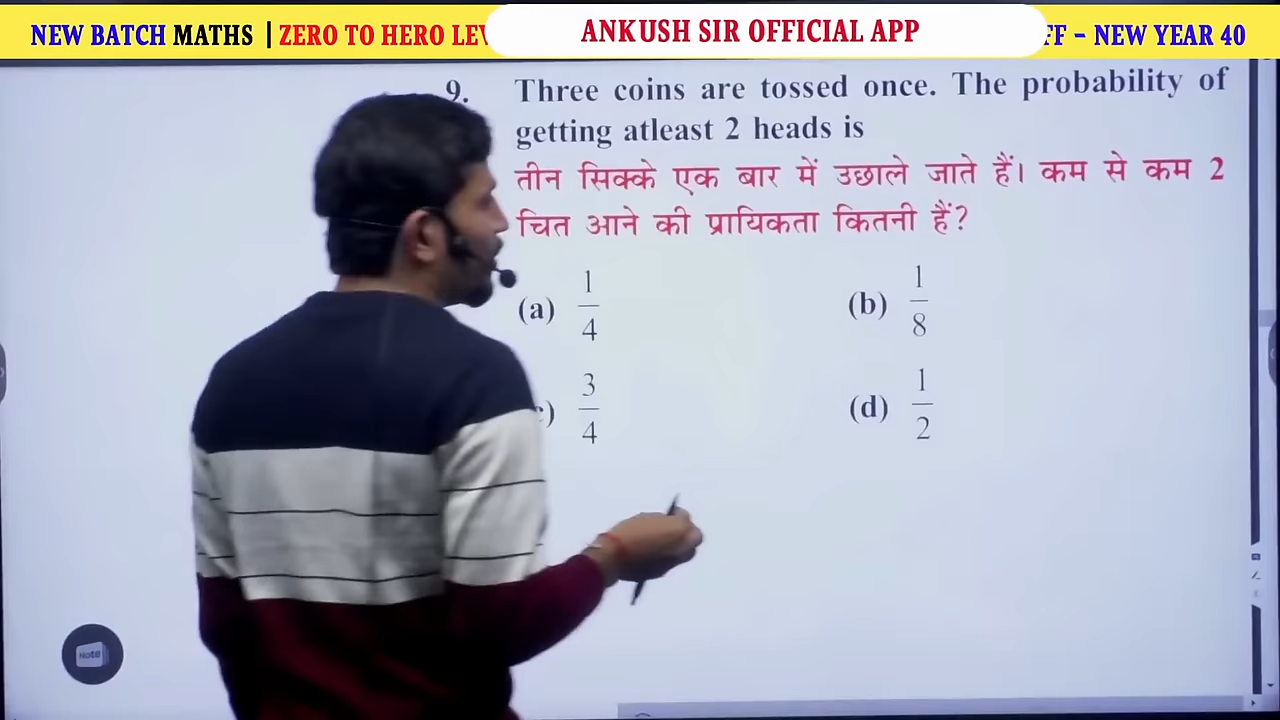 NEW BATCH MATHS | ZERO TO HERO
ANKUSH SIR OFFICIAL APP
– NEW YEAR 40
9. Three coins are tossed once. The probability of
getting atleast 2 heads is
तीन सिक्के एक बार में उछाले जाते हैं। कम से कम 2
चित आने की प्रायिकता कितनी हैं?
(a) 1/4 (b) 1/8
3/4 (d) 1/2
Note